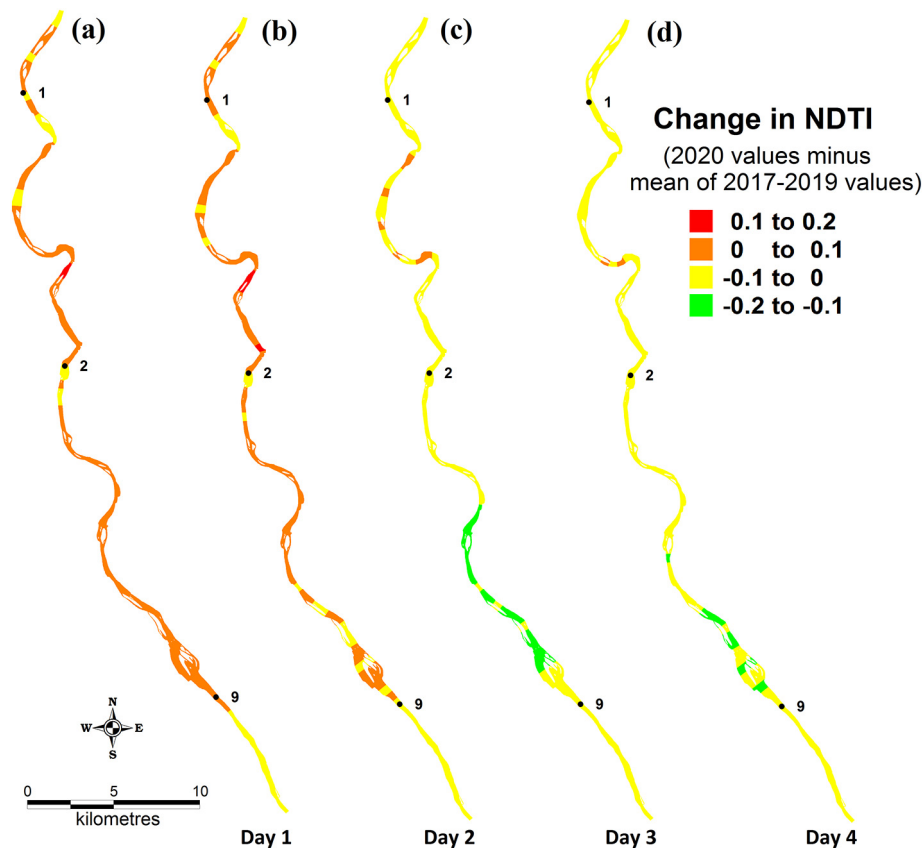 (a) (b) (c) (d)
1 1 1 1
Change in NDTI
(2020 values minus
mean of 2017-2019 values)
0.1 to 0.2
0 to 0.1
-0.1 to 0
-0.2 to -0.1
2 2 2 2
9 9 9 9
N
W E
S
0 5 10
kilometres
Day 1 Day 2 Day 3 Day 4